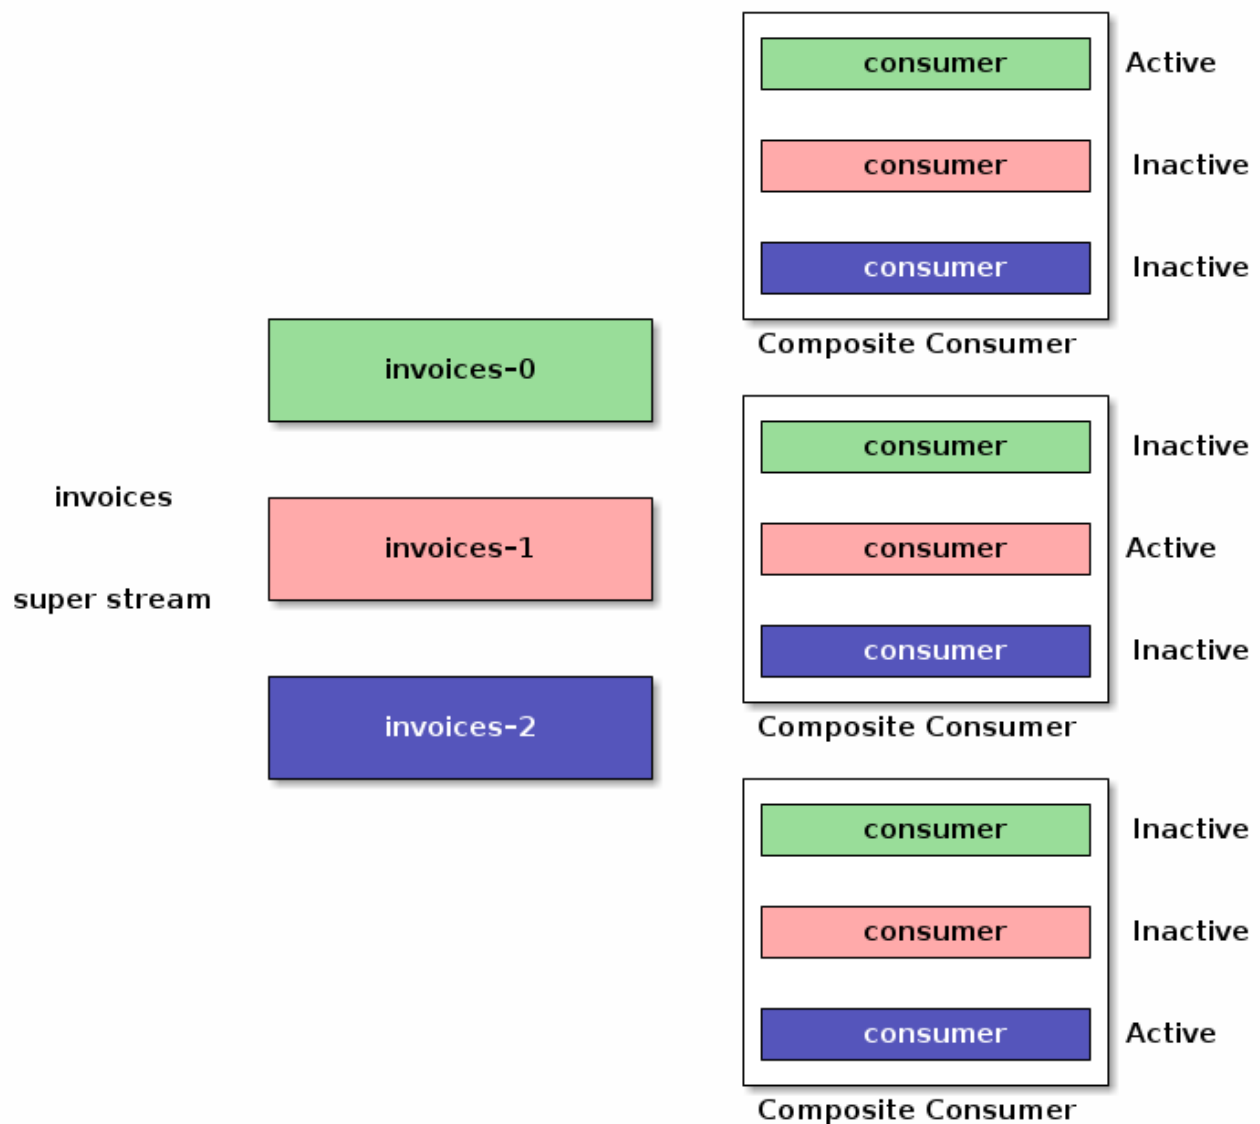 invoices
super stream
invoices-0
invoices-1
invoices-2
consumer Active
consumer Inactive
consumer Inactive
Composite Consumer
consumer Inactive
consumer Active
consumer Inactive
Composite Consumer
consumer Inactive
consumer Inactive
consumer Active
Composite Consumer